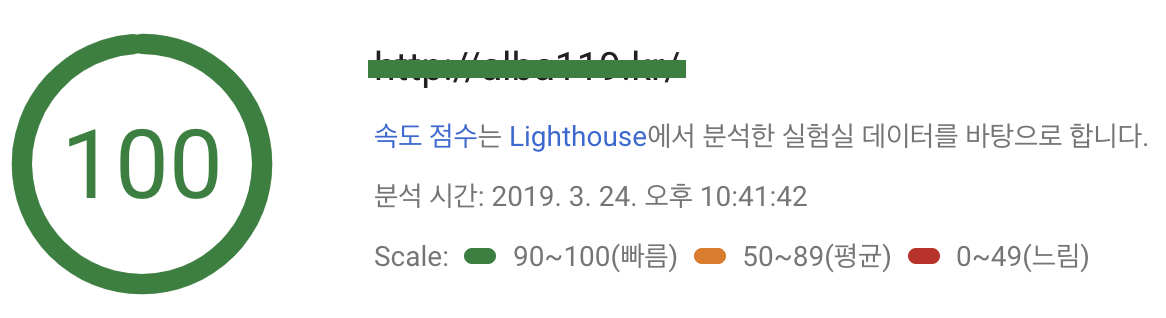 100
속도 점수는 Lighthouse에서 분석한 실험실 데이터를 바탕으로 합니다.
분석 시간: 2019. 3. 24. 오후 10:41:42
Scale: 90~100(빠름) 50~89(평균) 0~49(느림)